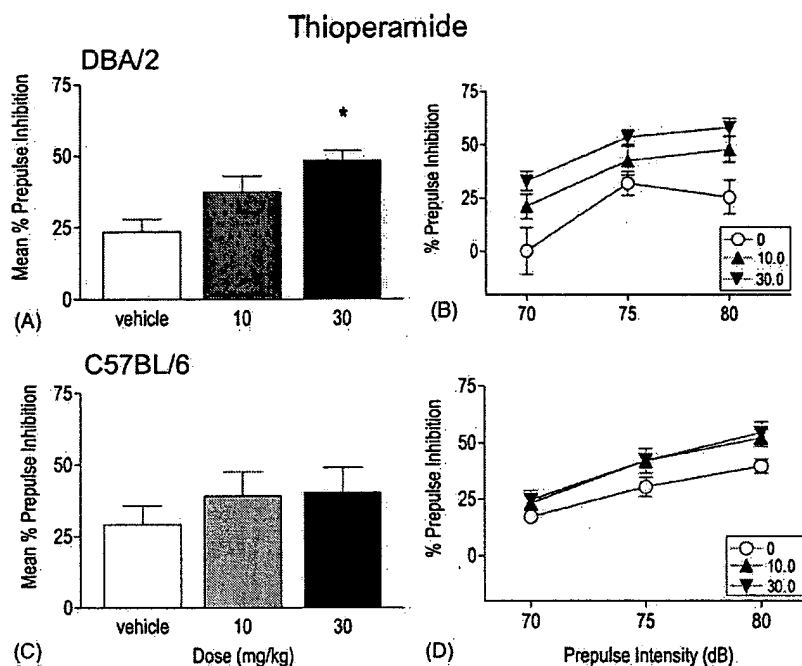 Thioperamide
DBA/2
Mean % Prepulse Inhibition
75
50
25
0
*
vehicle 10 30
(A)
% Prepulse Inhibition
75
50
25
0
0
10.0
30.0
70 75 80
(B)
C57BL/6
Mean % Prepulse Inhibition
75
50
25
0
vehicle 10 30
(C) Dose (mg/kg)
% Prepulse Inhibition
75
50
25
0
0
10.0
30.0
70 75 80
(D) Prepulse Intensity (dB)